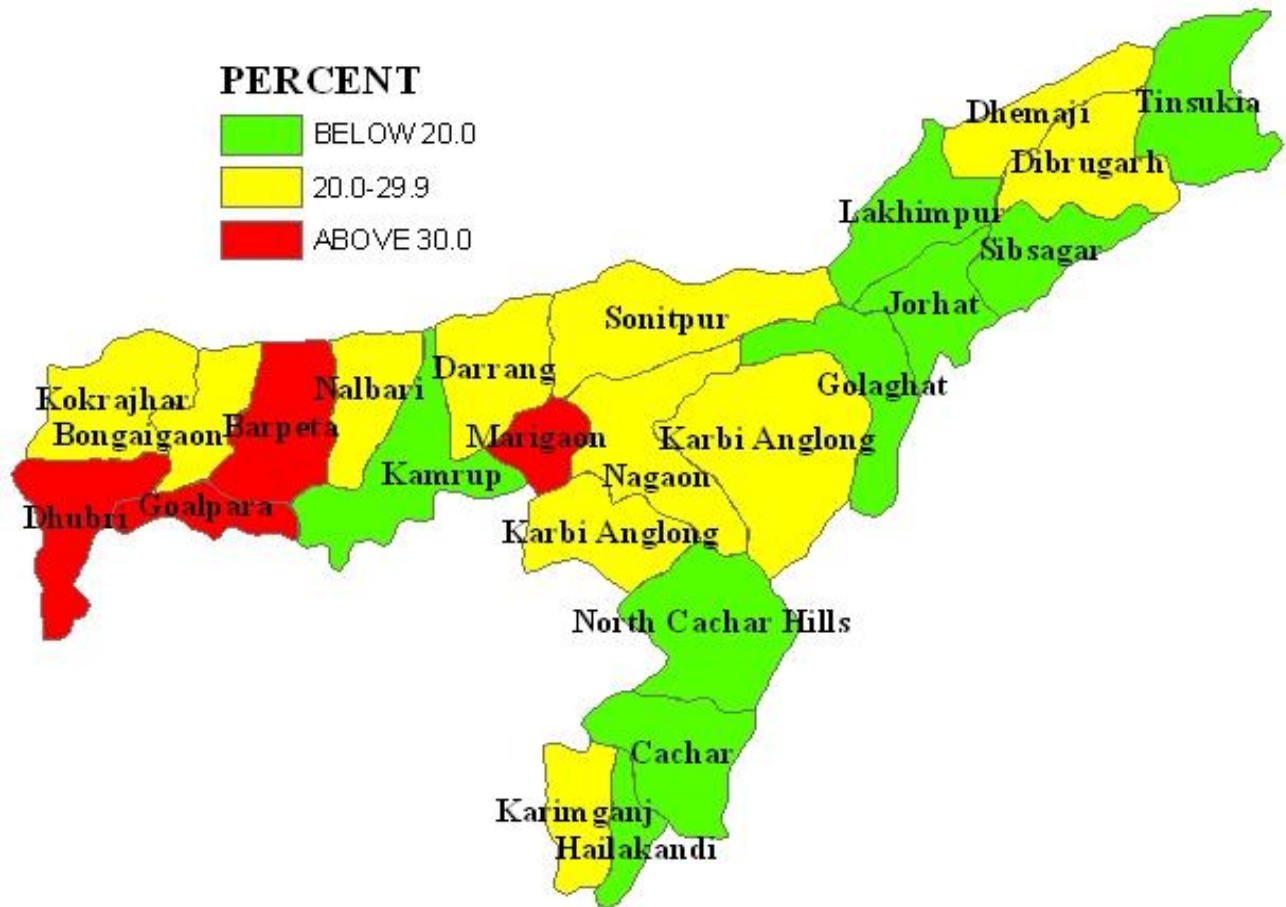 PERCENT
BELOW 20.0
20.0-29.9
ABOVE 30.0
Dhemaji
Tinsukia
Dibrugarh
Lakhimpur
Sibsagar
Jorhat
Sonitpur
Darrang
Golaghat
Nalbari
Kokrajhar
Bongaigaon
Barpeta
Marigaon
Karbi Anglong
Kamrup
Nagaon
Goalpara
Dhubri
Karbi Anglong
North Cachar Hills
Cachar
Karimganj
Hailakandi